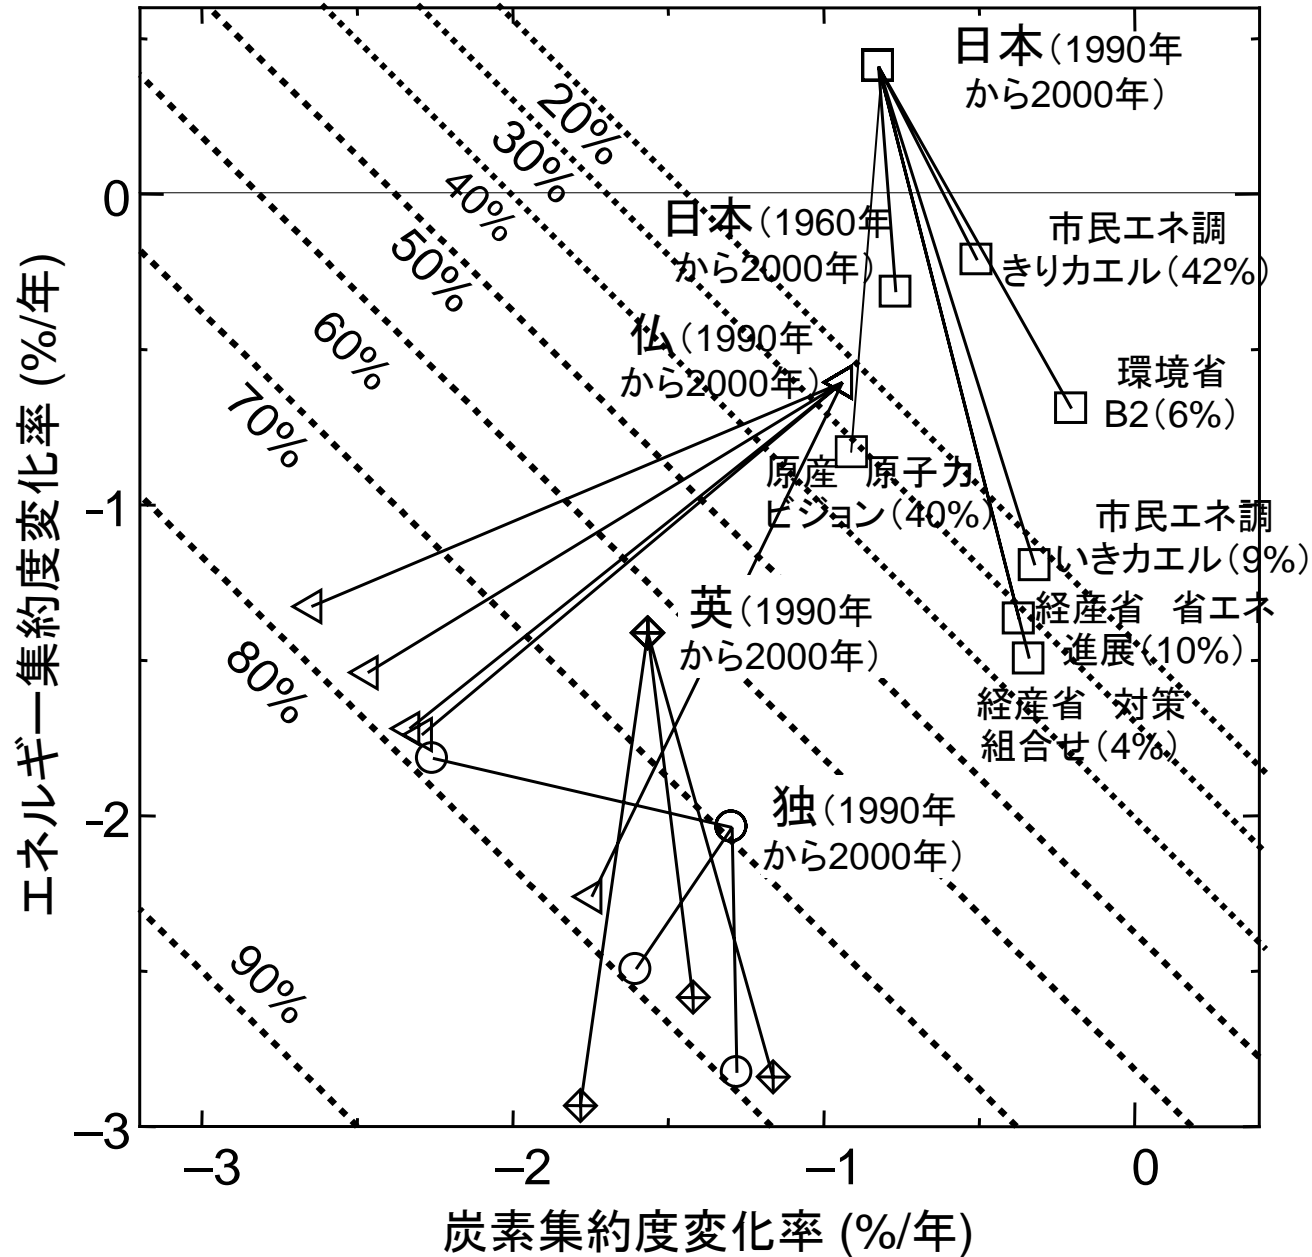 日本（1990年
から2000年）
20%
30%
40%
50%
60%
70%
80%
90%
日本（1960年
から2000年）
市民エネ調
きりカエル（42%）
仏（1990年
から2000年）
環境省
B2（6%）
原産　原子力
ビジョン（40%）
市民エネ調
いきカエル（9%）
英（1990年
から2000年）
経産省　省エネ
進展（10%）
経産省　対策
組合せ（4%）
独（1990年
から2000年）
0
–1
–2
–3
エネルギー集約度変化率 (%/年)
–3
–2
–1
0
炭素集約度変化率 (%/年)